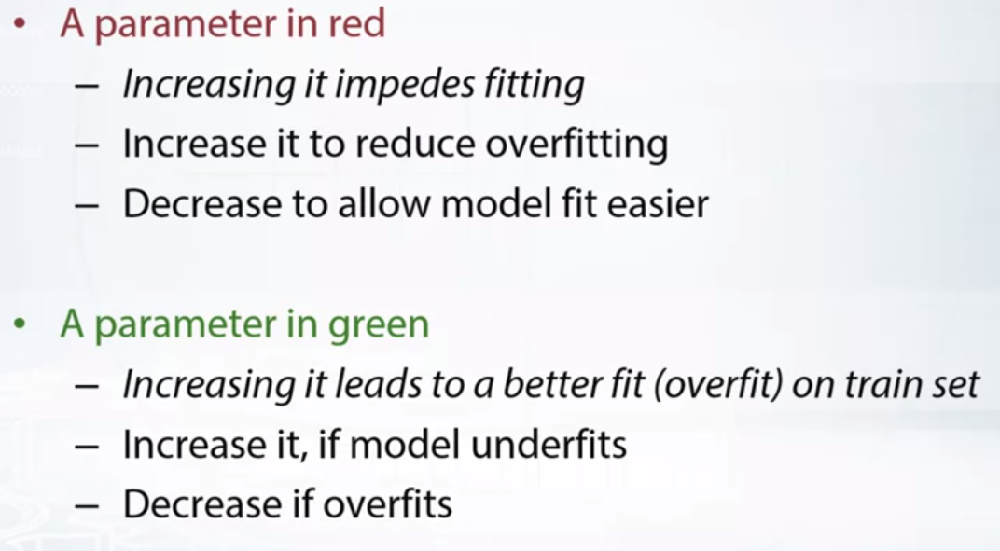 • A parameter in red
– Increasing it impedes fitting
– Increase it to reduce overfitting
– Decrease to allow model fit easier
• A parameter in green
– Increasing it leads to a better fit (overfit) on train set
– Increase it, if model underfits
– Decrease if overfits